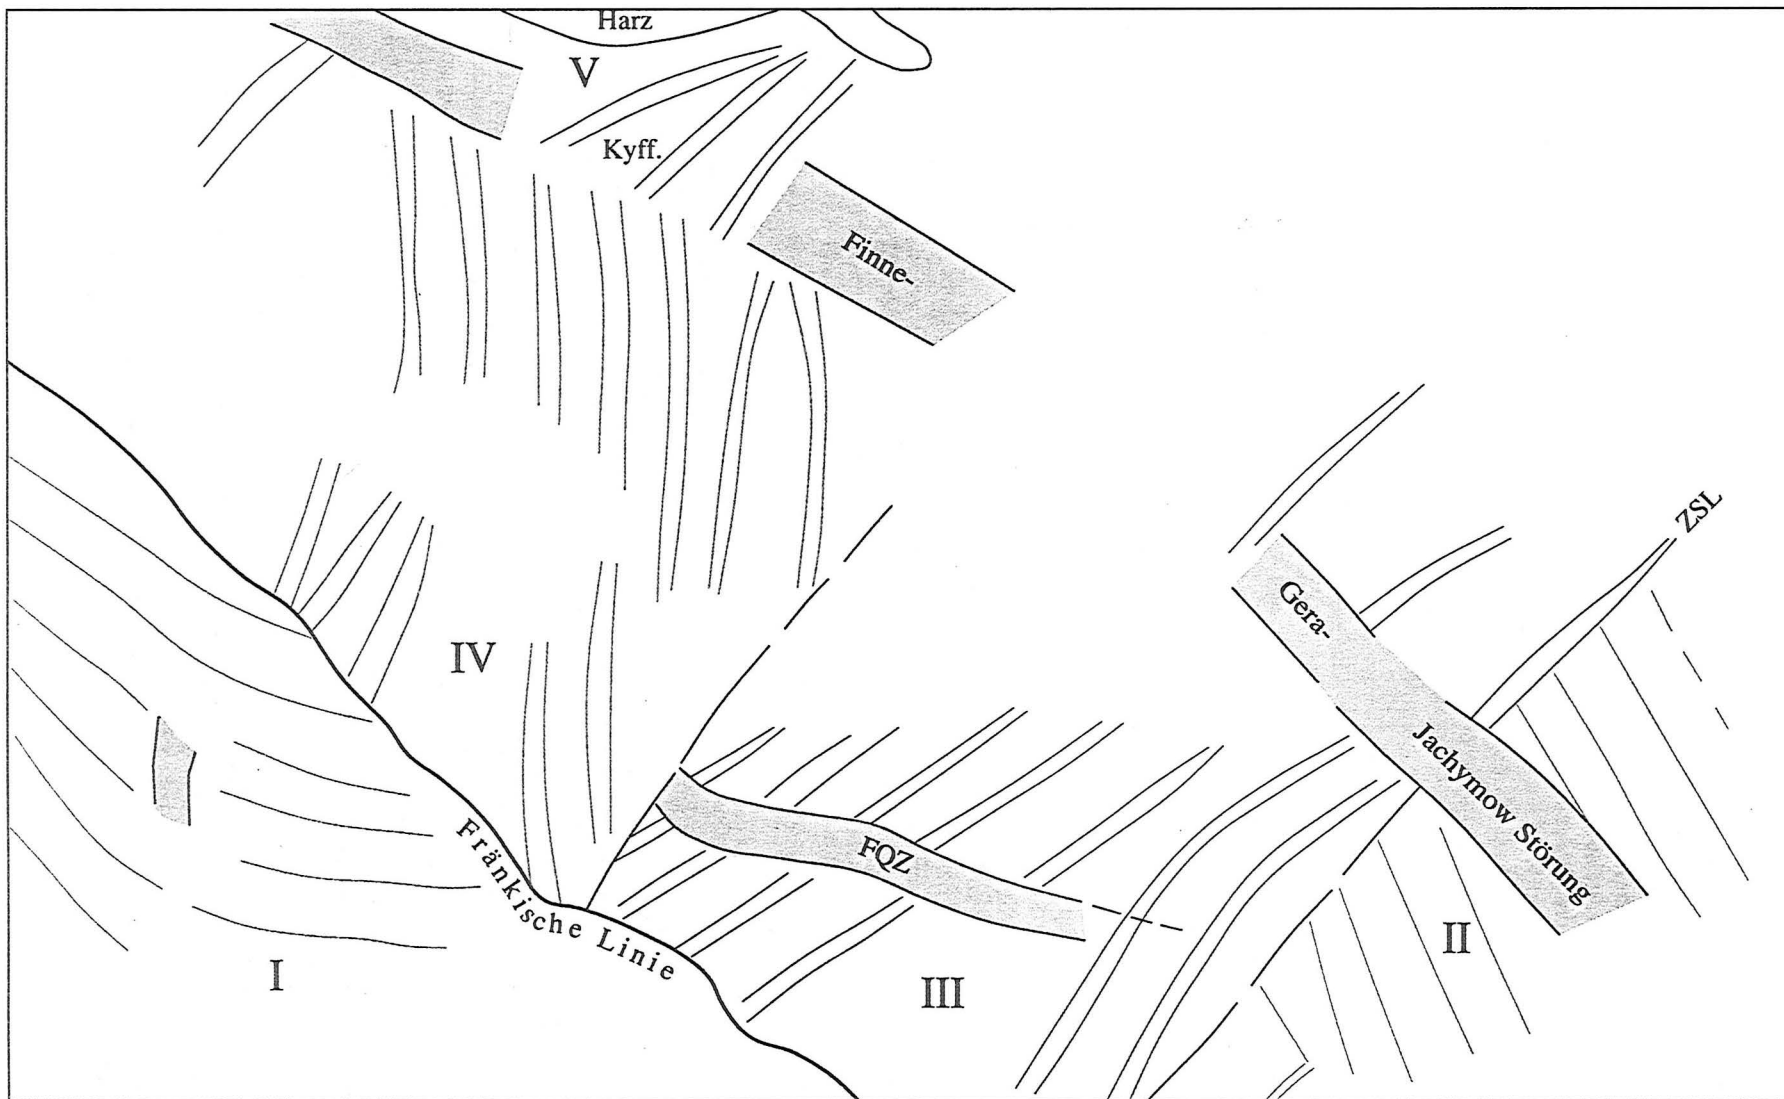 Harz
V
Kyff.
Finne-
ZSL
Gera-
IV
Jachymow Störung
FQZ
Fränkische Linie
II
I
III